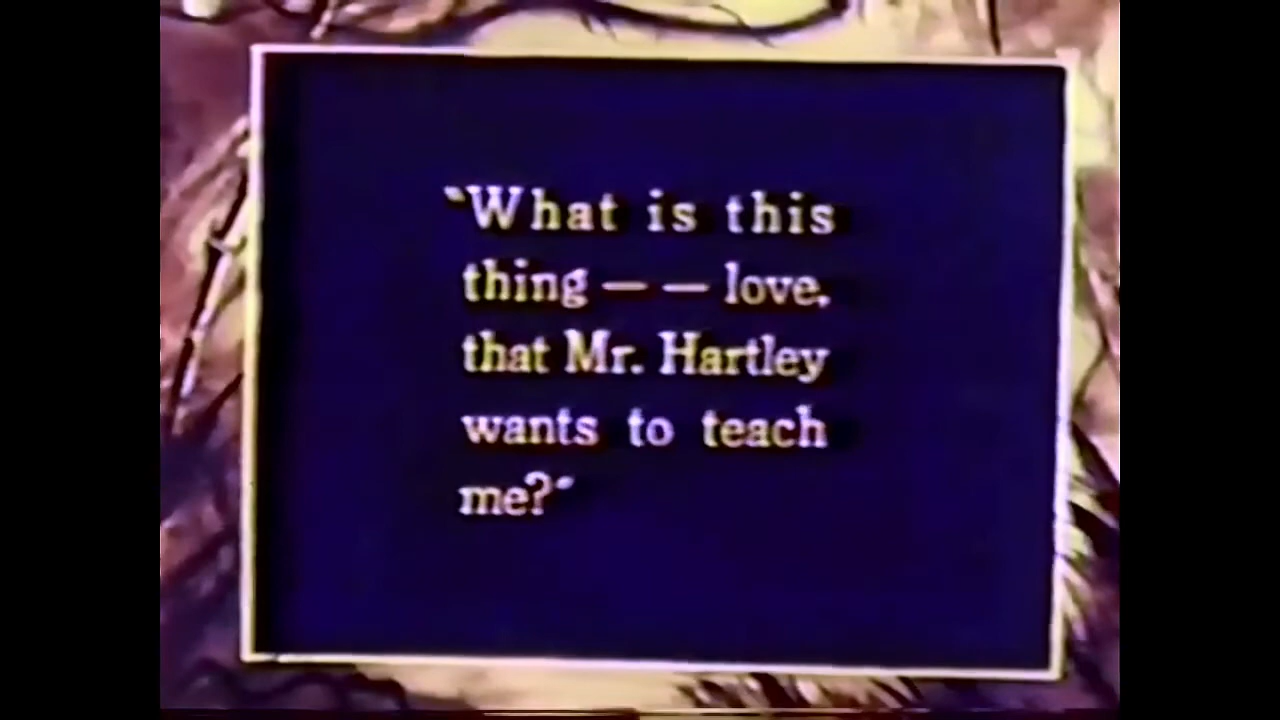 "What is this
thing — — love,
that Mr. Hartley
wants to teach
me?"